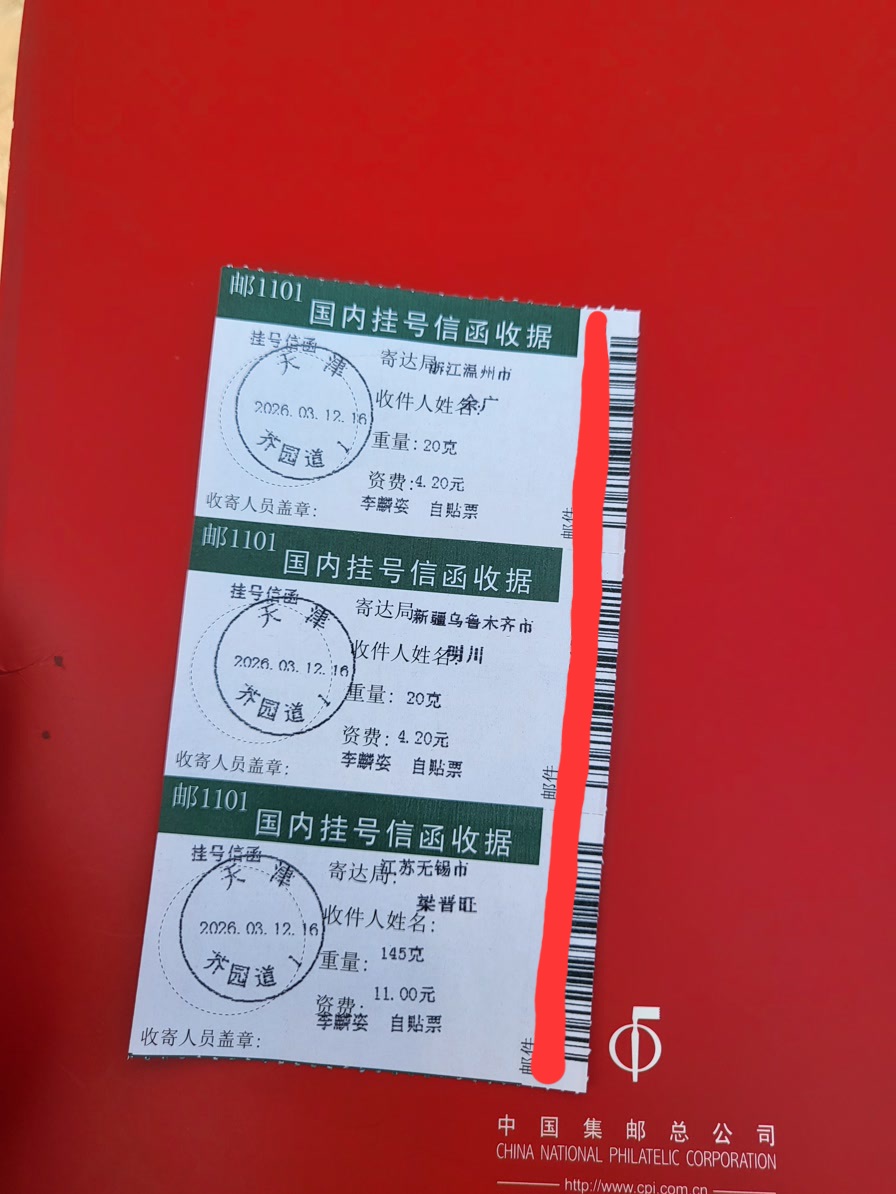 邮1101
国内挂号信函收据
挂号信函
天津
2026.03.12.16
茶园道 1
寄达局 浙江温州市
收件人姓名: 余广
重量: 20克
资费: 4.20元
李麟姿 自贴票
收寄人员盖章:
邮件
邮1101
国内挂号信函收据
挂号信函
天津
2026.03.12.16
茶园道 1
寄达局 新疆乌鲁木齐市
收件人姓名 明川
重量: 20克
资费: 4.20元
李麟姿 自贴票
收寄人员盖章:
邮件
邮1101
国内挂号信函收据
挂号信函
天津
2026.03.12.16
茶园道 1
寄达局: 江苏无锡市
梁晋旺
收件人姓名:
重量: 145克
资费: 11.00元
李麟姿 自贴票
收寄人员盖章:
邮件
中国集邮总公司
CHINA NATIONAL PHILATELIC CORPORATION
http://www.cpi.com.cn